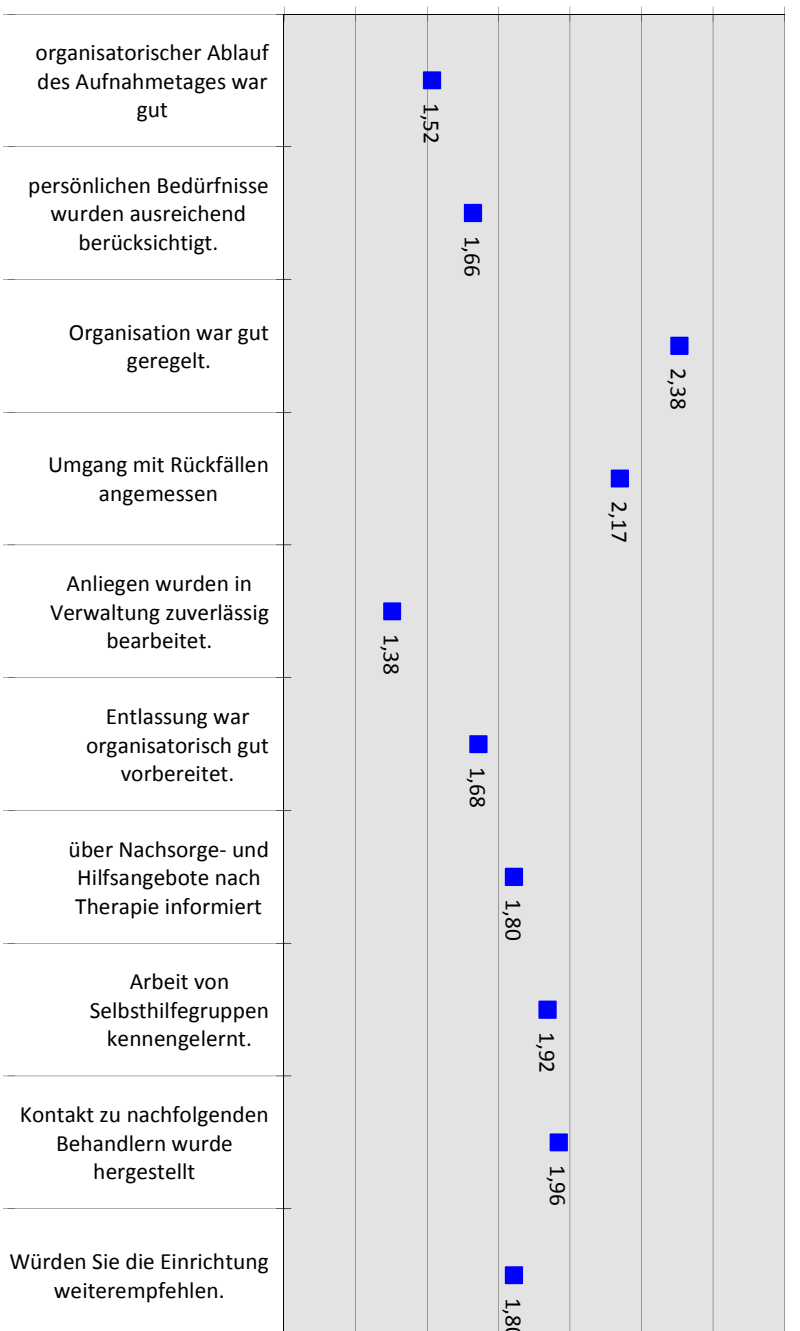 organisatorischer Ablauf
des Aufnahmetages war
gut
1,52
persönlichen Bedürfnisse
wurden ausreichend
berücksichtigt.
1,66
Organisation war gut
geregelt.
2,38
Umgang mit Rückfällen
angemessen
2,17
Anliegen wurden in
Verwaltung zuverlässig
bearbeitet.
1,38
Entlassung war
organisatorisch gut
vorbereitet.
1,68
über Nachsorge- und
Hilfsangebote nach
Therapie informiert
1,80
Arbeit von
Selbsthilfegruppen
kennengelernt.
1,92
Kontakt zu nachfolgenden
Behandlern wurde
hergestellt
1,96
Würden Sie die Einrichtung
weiterempfehlen.
1,80